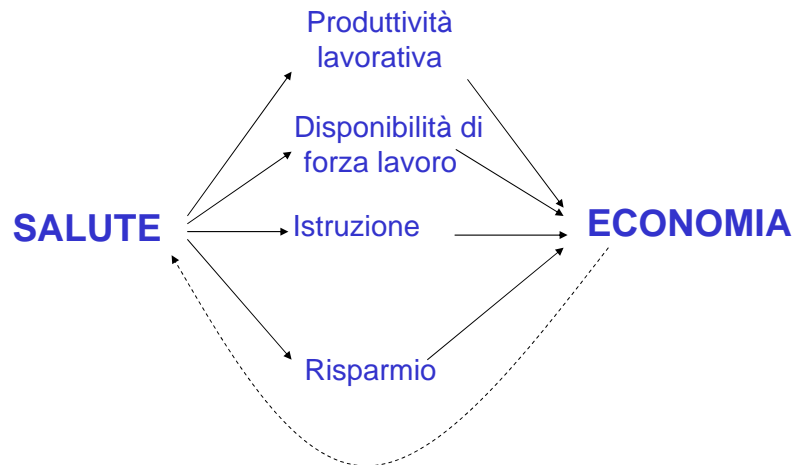 Produttività
lavorativa
Disponibilità di
forza lavoro
SALUTE
Istruzione
ECONOMIA
Risparmio